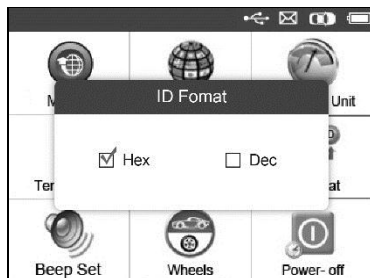 ID Fomat
Unit
Hex
Dec
Ter
at
Beep Set
Wheels
Power- off